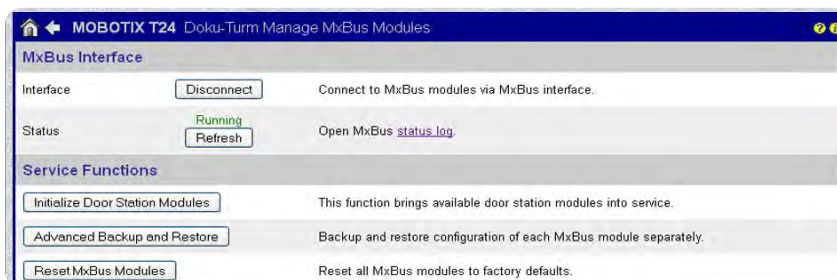 MOBOTIX T24 Doku-Turm Manage MxBus Modules
MxBus Interface
Interface Disconnect Connect to MxBus modules via MxBus interface.
Running
Status Refresh Open MxBus status log.
Service Functions
Initialize Door Station Modules This function brings available door station modules into service.
Advanced Backup and Restore Backup and restore configuration of each MxBus module separately.
Reset MxBus Modules Reset all MxBus modules to factory defaults.